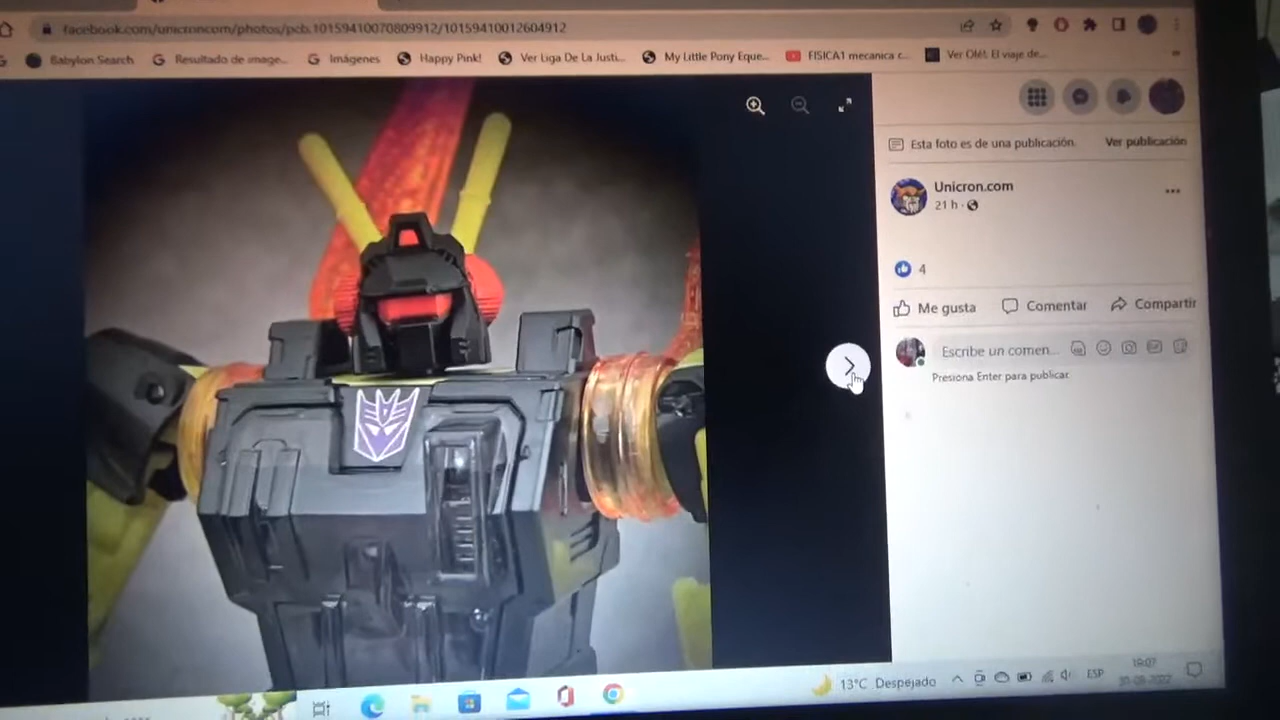 facebook.com/unicroncom/photos/pcb.10159410070809912/10159410012604912
Babylon Search
Resultado de image...
Imágenes
Happy Pink!
Ver Liga De La Justi...
My Little Pony Eque...
FISICA1 mecanica c...
Ver Olé!. El viaje de...
Esta foto es de una publicación.
Ver publicación
Unicron.com
21 h ·
4
Me gusta
Comentar
Compartir
Escribe un comen...
Presiona Enter para publicar.
13°C Despejado
ESP
19:07